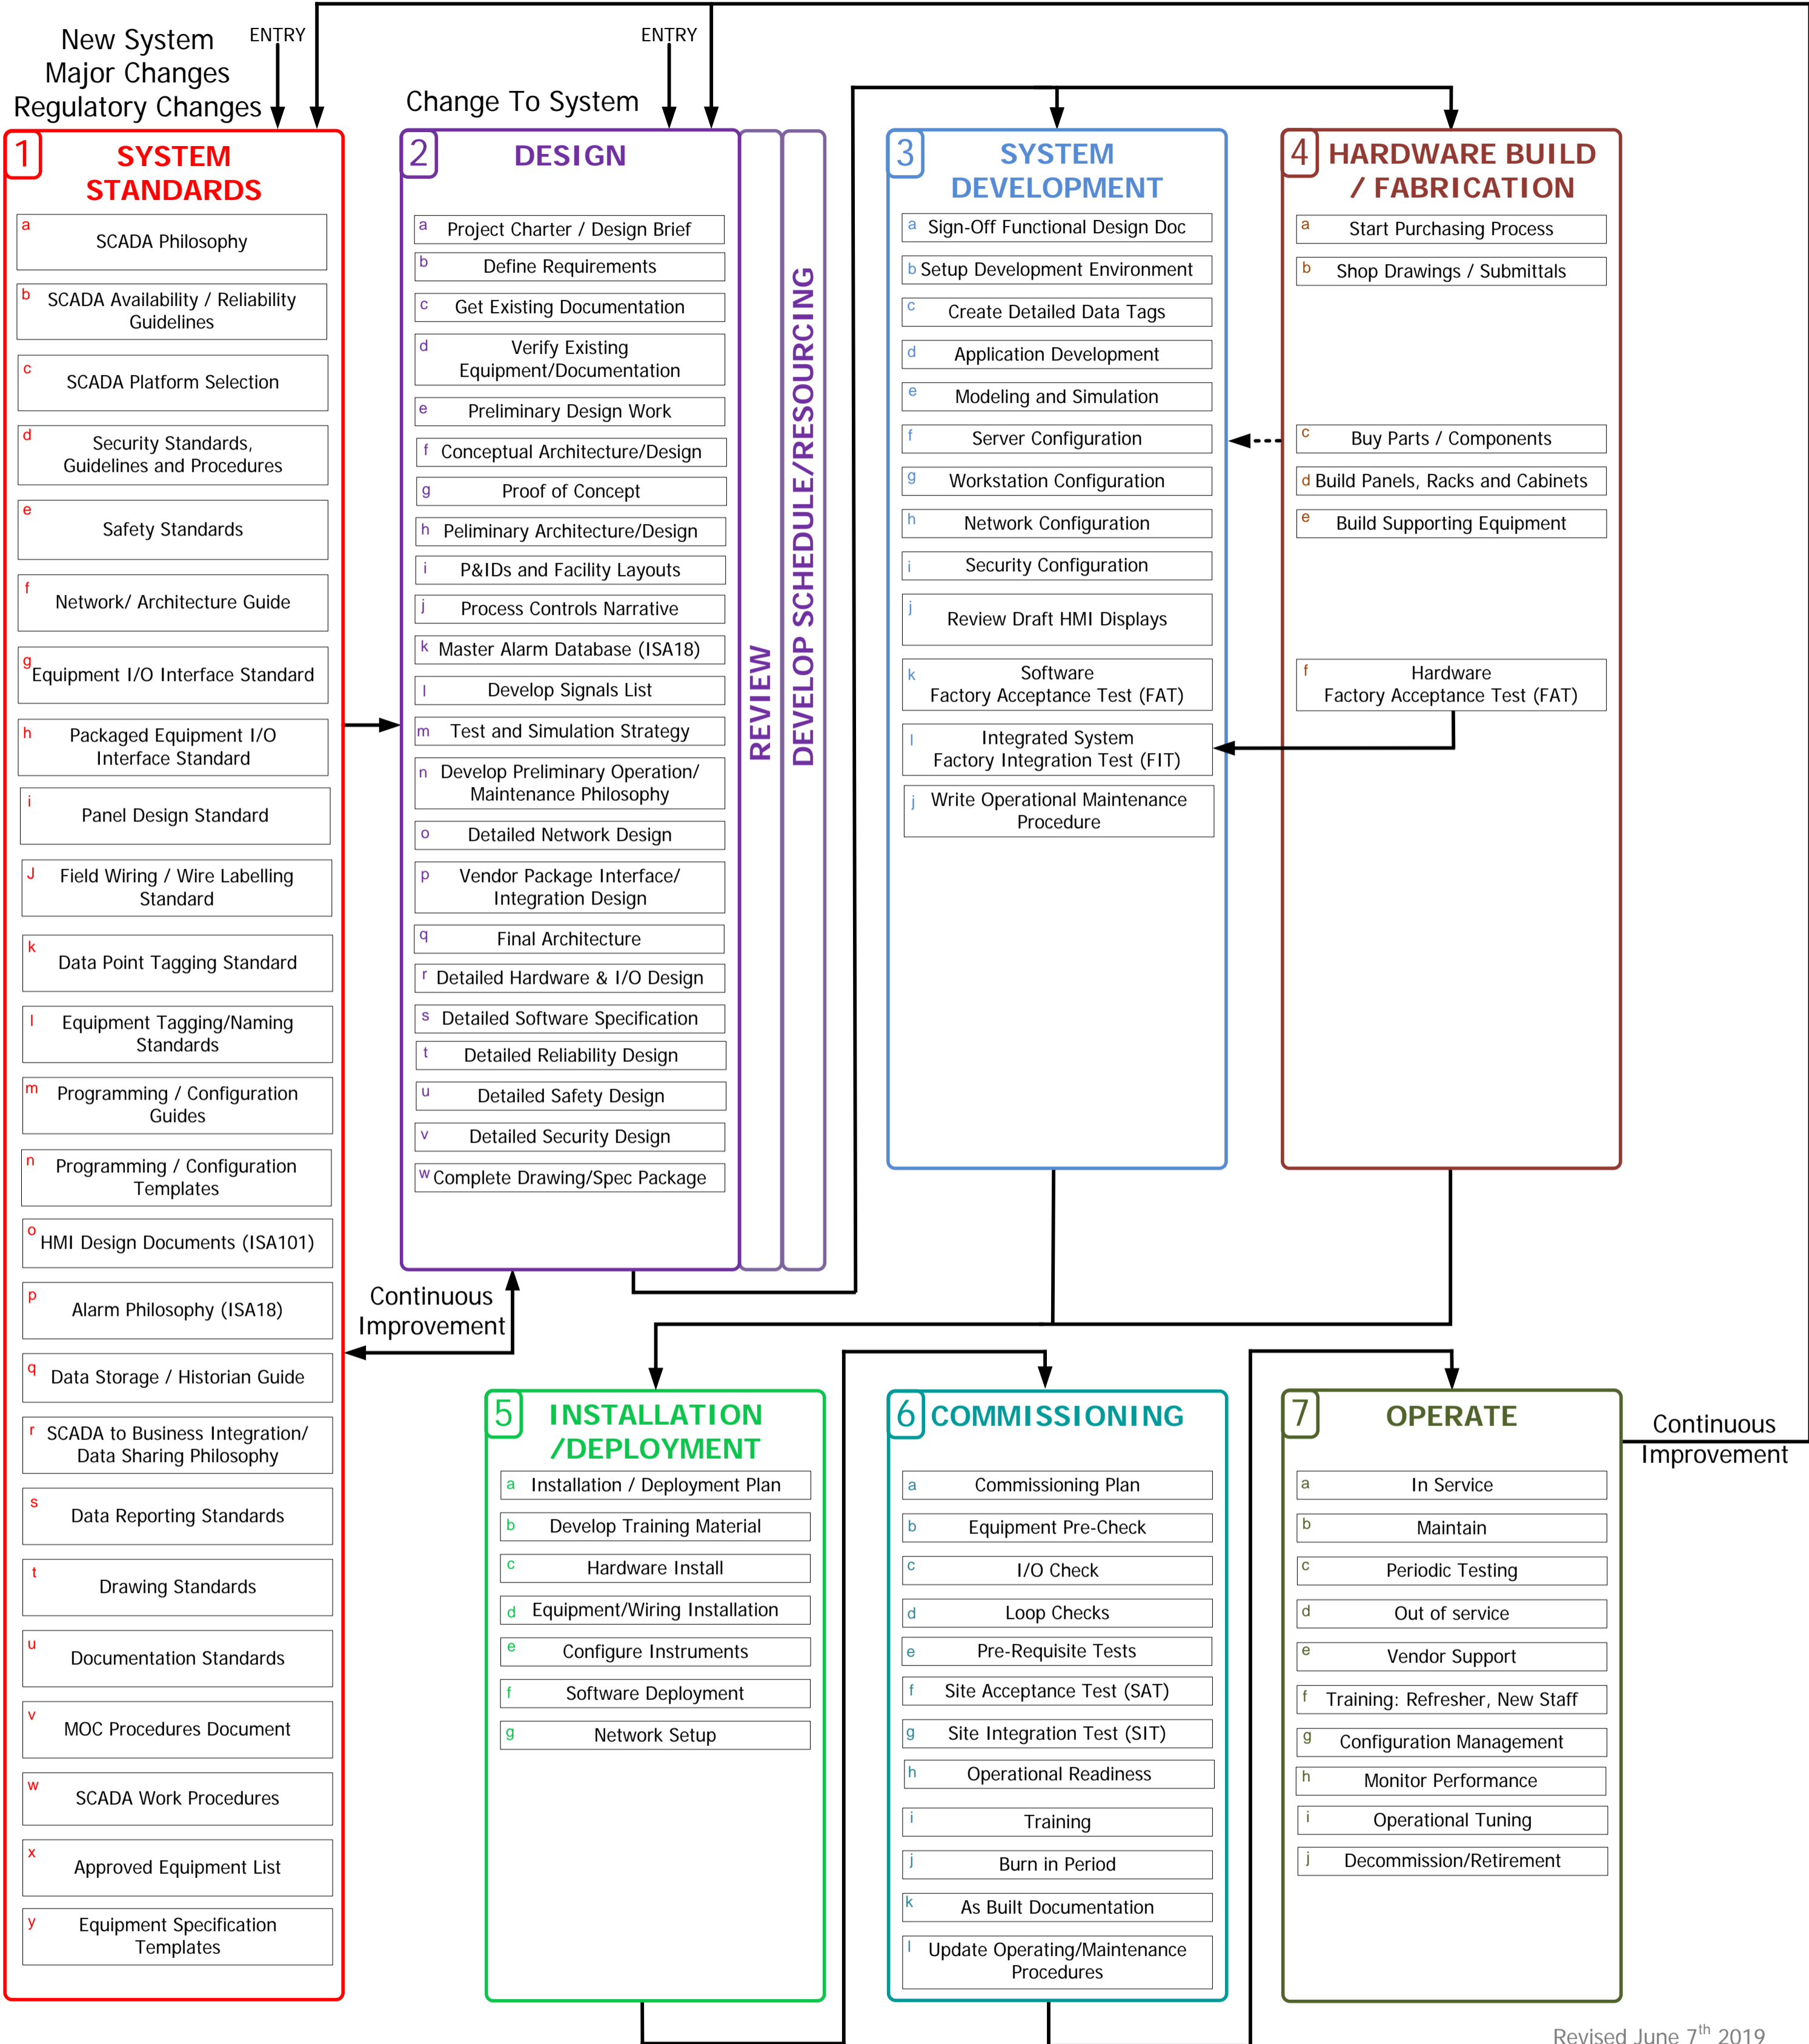 New System
Major Changes
Regulatory Changes
ENTRY
Change To System
ENTRY
1
SYSTEM
STANDARDS
a
SCADA Philosophy
b
SCADA Availability / Reliability
Guidelines
c
SCADA Platform Selection
d
Security Standards,
Guidelines and Procedures
e
Safety Standards
f
Network/ Architecture Guide
g
Equipment I/O Interface Standard
h
Packaged Equipment I/O
Interface Standard
i
Panel Design Standard
J
Field Wiring / Wire Labelling
Standard
k
Data Point Tagging Standard
l
Equipment Tagging/Naming
Standards
m
Programming / Configuration
Guides
n
Programming / Configuration
Templates
o
HMI Design Documents (ISA101)
p
Alarm Philosophy (ISA18)
q
Data Storage / Historian Guide
r
SCADA to Business Integration/
Data Sharing Philosophy
s
Data Reporting Standards
t
Drawing Standards
u
Documentation Standards
v
MOC Procedures Document
w
SCADA Work Procedures
x
Approved Equipment List
y
Equipment Specification
Templates
2
DESIGN
a Project Charter / Design Brief
b Define Requirements
c Get Existing Documentation
d Verify Existing
Equipment/Documentation
e Preliminary Design Work
f Conceptual Architecture/Design
g Proof of Concept
h Peliminary Architecture/Design
i P&IDs and Facility Layouts
j Process Controls Narrative
k Master Alarm Database (ISA18)
l Develop Signals List
m Test and Simulation Strategy
n Develop Preliminary Operation/
Maintenance Philosophy
o Detailed Network Design
p Vendor Package Interface/
Integration Design
q Final Architecture
r Detailed Hardware & I/O Design
s Detailed Software Specification
t Detailed Reliability Design
u Detailed Safety Design
v Detailed Security Design
w Complete Drawing/Spec Package
REVIEW
DEVELOP SCHEDULE/RESOURCING
Continuous
Improvement
3
SYSTEM
DEVELOPMENT
a Sign-Off Functional Design Doc
b Setup Development Environment
c Create Detailed Data Tags
d Application Development
e Modeling and Simulation
f Server Configuration
g Workstation Configuration
h Network Configuration
i Security Configuration
j Review Draft HMI Displays
k Software
Factory Acceptance Test (FAT)
l Integrated System
Factory Integration Test (FIT)
j Write Operational Maintenance
Procedure
4
HARDWARE BUILD
/ FABRICATION
a Start Purchasing Process
b Shop Drawings / Submittals
c Buy Parts / Components
d Build Panels, Racks and Cabinets
e Build Supporting Equipment
f Hardware
Factory Acceptance Test (FAT)
5
INSTALLATION
/DEPLOYMENT
a Installation / Deployment Plan
b Develop Training Material
c Hardware Install
d Equipment/Wiring Installation
e Configure Instruments
f Software Deployment
g Network Setup
6
COMMISSIONING
a Commissioning Plan
b Equipment Pre-Check
c I/O Check
d Loop Checks
e Pre-Requisite Tests
f Site Acceptance Test (SAT)
g Site Integration Test (SIT)
h Operational Readiness
i Training
j Burn in Period
k As Built Documentation
l Update Operating/Maintenance
Procedures
7
OPERATE
a In Service
b Maintain
c Periodic Testing
d Out of service
e Vendor Support
f Training: Refresher, New Staff
g Configuration Management
h Monitor Performance
i Operational Tuning
j Decommission/Retirement
Continuous
Improvement
Revised June 7th 2019